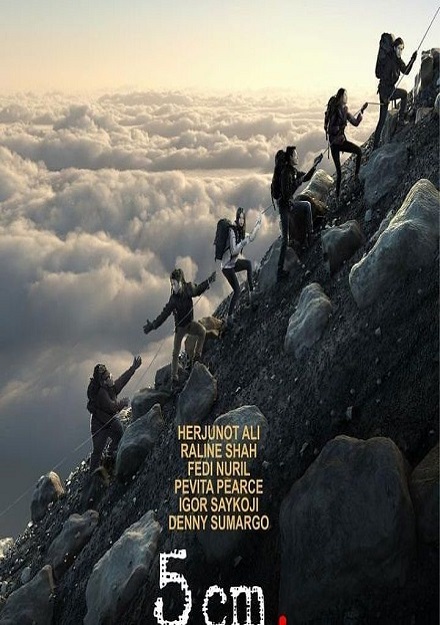 HERJUNOT ALI
RALINE SHAH
FEDI NURIL
PEVITA PEARCE
IGOR SAYKOJI
DENNY SUMARGO
5 cm.